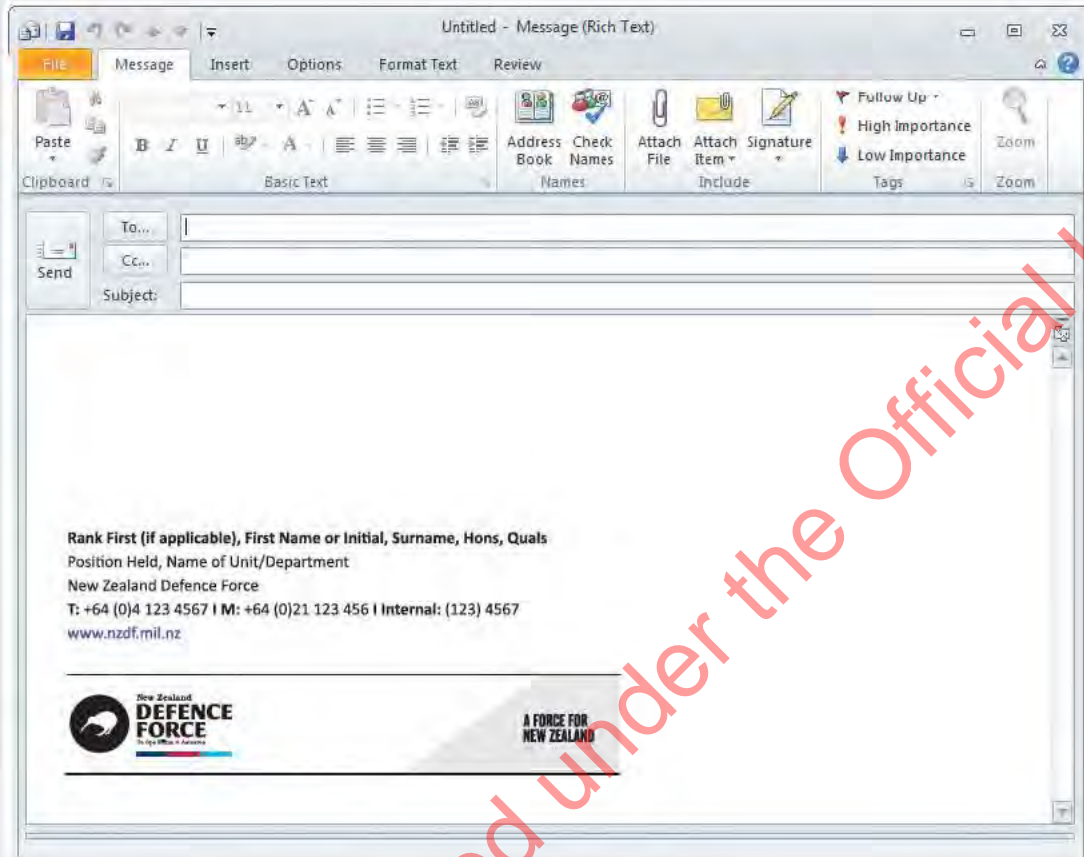 Untitled - Message (Rich Text)
File Message Insert Options Format Text Review
Paste
11
B I U
Address Book
Check Names
Attach File
Attach Item
Signature
Follow Up
High Importance
Low Importance
Zoom
Clipboard Basic Text Names Include Tags Zoom
To...
Send
Cc...
Subject:
Rank First (if applicable), First Name or Initial, Surname, Hons, Quals
Position Held, Name of Unit/Department
New Zealand Defence Force
T: +64 (0)4 123 4567 I M: +64 (0)21 123 456 I Internal: (123) 4567
www.nzdf.mil.nz
New Zealand
DEFENCE
FORCE
A FORCE FOR
NEW ZEALAND
under the Official